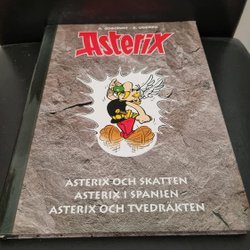 R. GOSCINNY • A. UDERZO
Asterix
ASTERIX OCH SKATTEN
ASTERIX I SPANIEN
ASTERIX OCH TVEDRÄKTEN